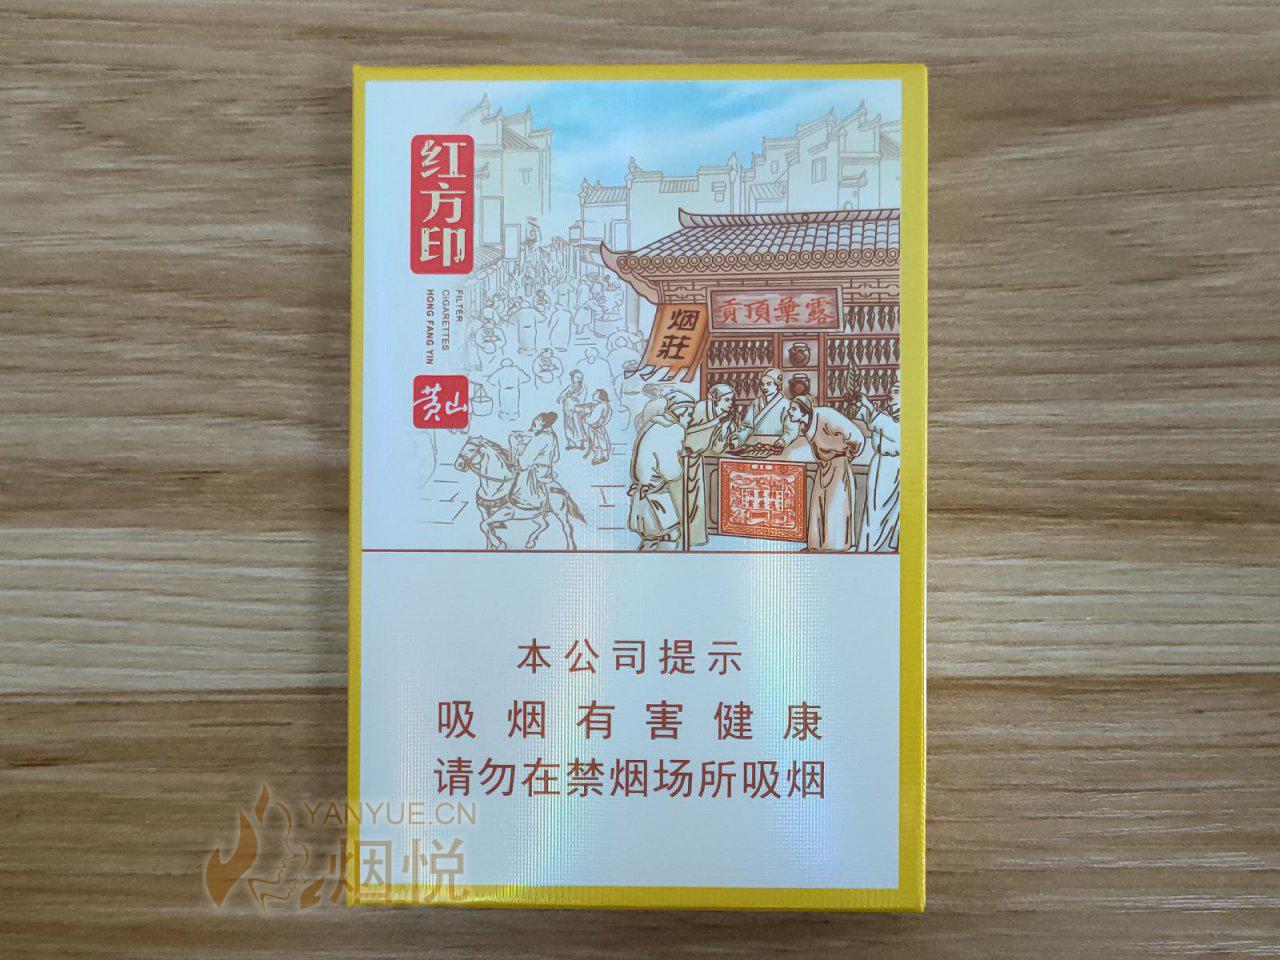 红方印
FILTER
CIGARETTES
HONG FANG YIN
黄山
貢頂藥露
烟莊
本公司提示
吸烟有害健康
请勿在禁烟场所吸烟
YANYUE.CN
烟悦